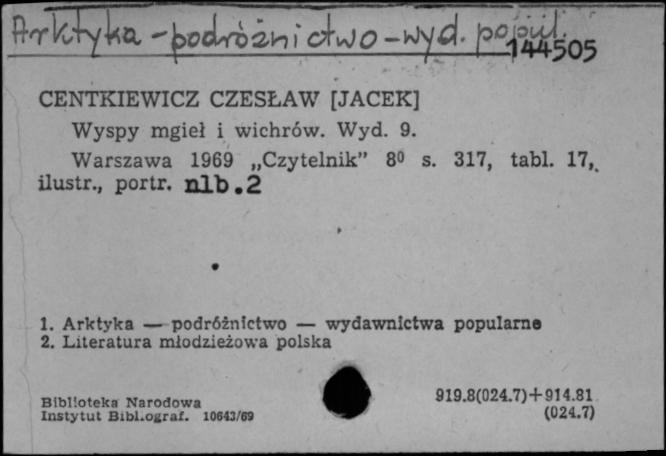 Arktyka - podróżnictwo - wyd. popul.
144505
CENTKIEWICZ CZESŁAW [JACEK]
Wyspy mgieł i wichrów. Wyd. 9.
Warszawa 1969 „Czytelnik” 8⁰ s. 317, tabl. 17,
ilustr., portr. nlb.2
1. Arktyka — podróżnictwo — wydawnictwa popularne
2. Literatura młodzieżowa polska
Biblioteka Narodowa
Instytut Bibl.ograf. 10643/69
919.8(024.7)+914.81
(024.7)